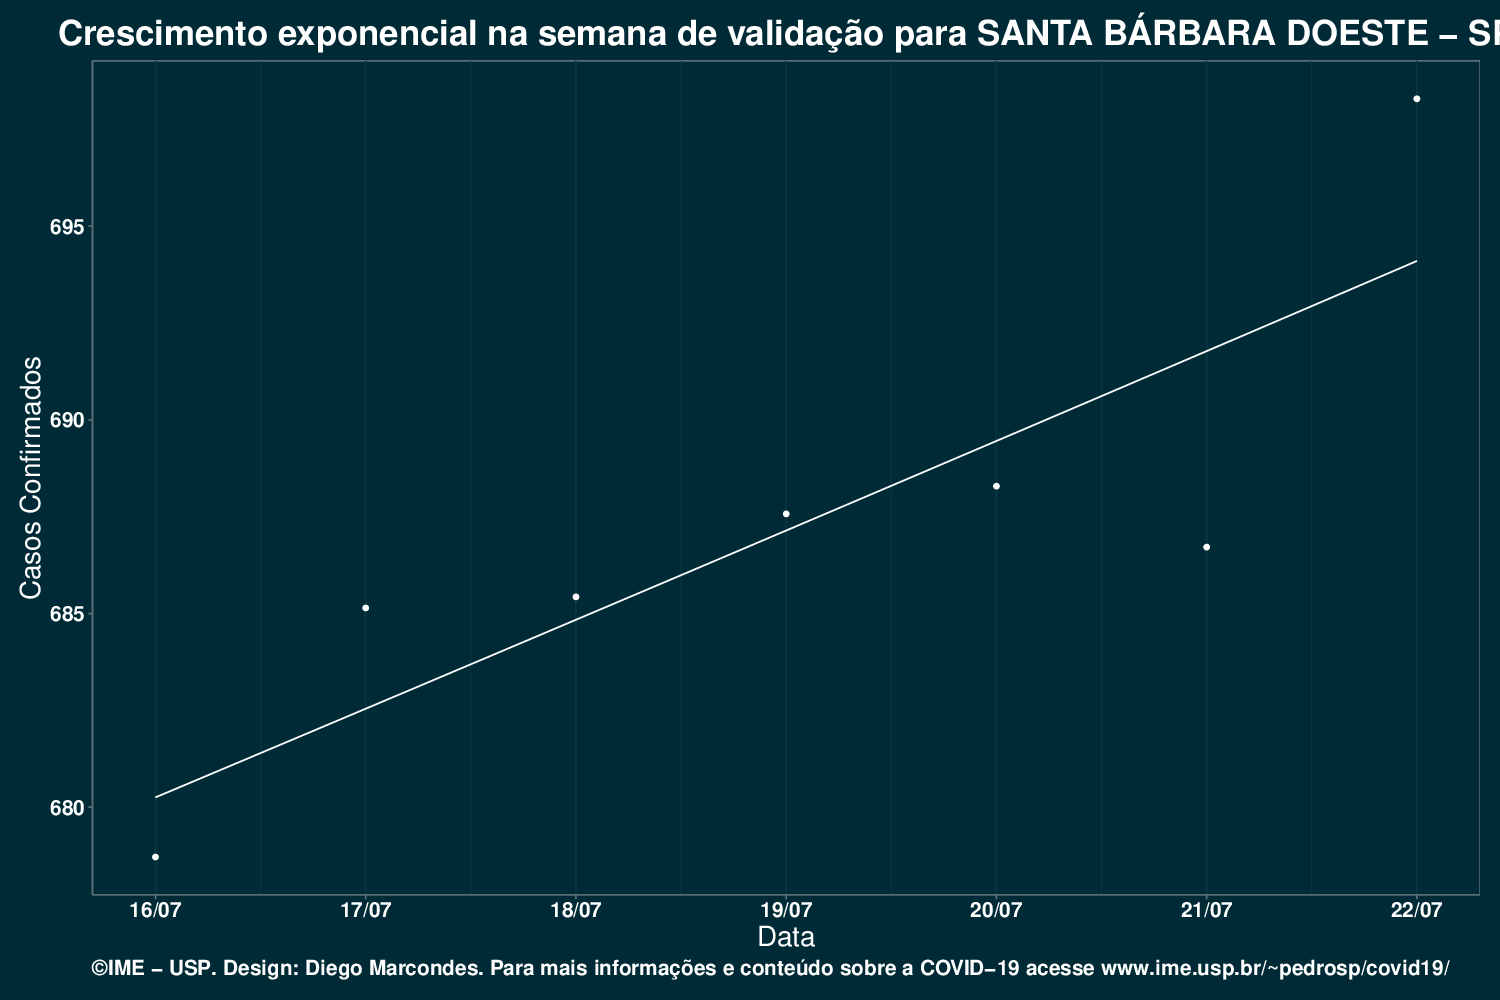 Crescimento exponencial na semana de validação para SANTA BÁRBARA DOESTE – SP
695
690
685
680
Casos Confirmados
16/07 17/07 18/07 19/07 20/07 21/07 22/07
Data
©IME – USP. Design: Diego Marcondes. Para mais informações e conteúdo sobre a COVID–19 acesse www.ime.usp.br/~pedrosp/covid19/